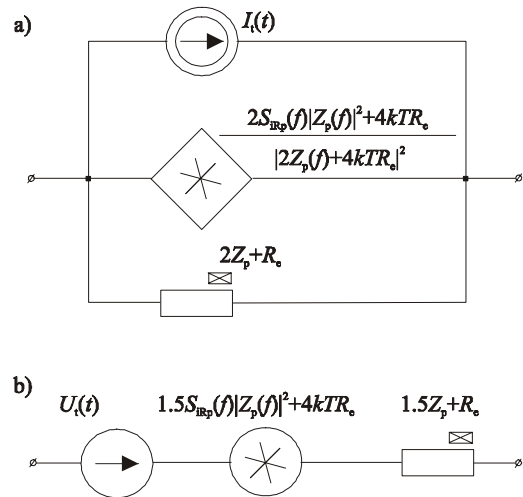 a)
I_t(t)
2S_iRp(f)|Z_p(f)|²+4kTR_e
|2Z_p(f)+4kTR_e|²
2Z_p+R_e
b)
U_t(t) 1.5S_iRp(f)|Z_p(f)|²+4kTR_e 1.5Z_p+R_e